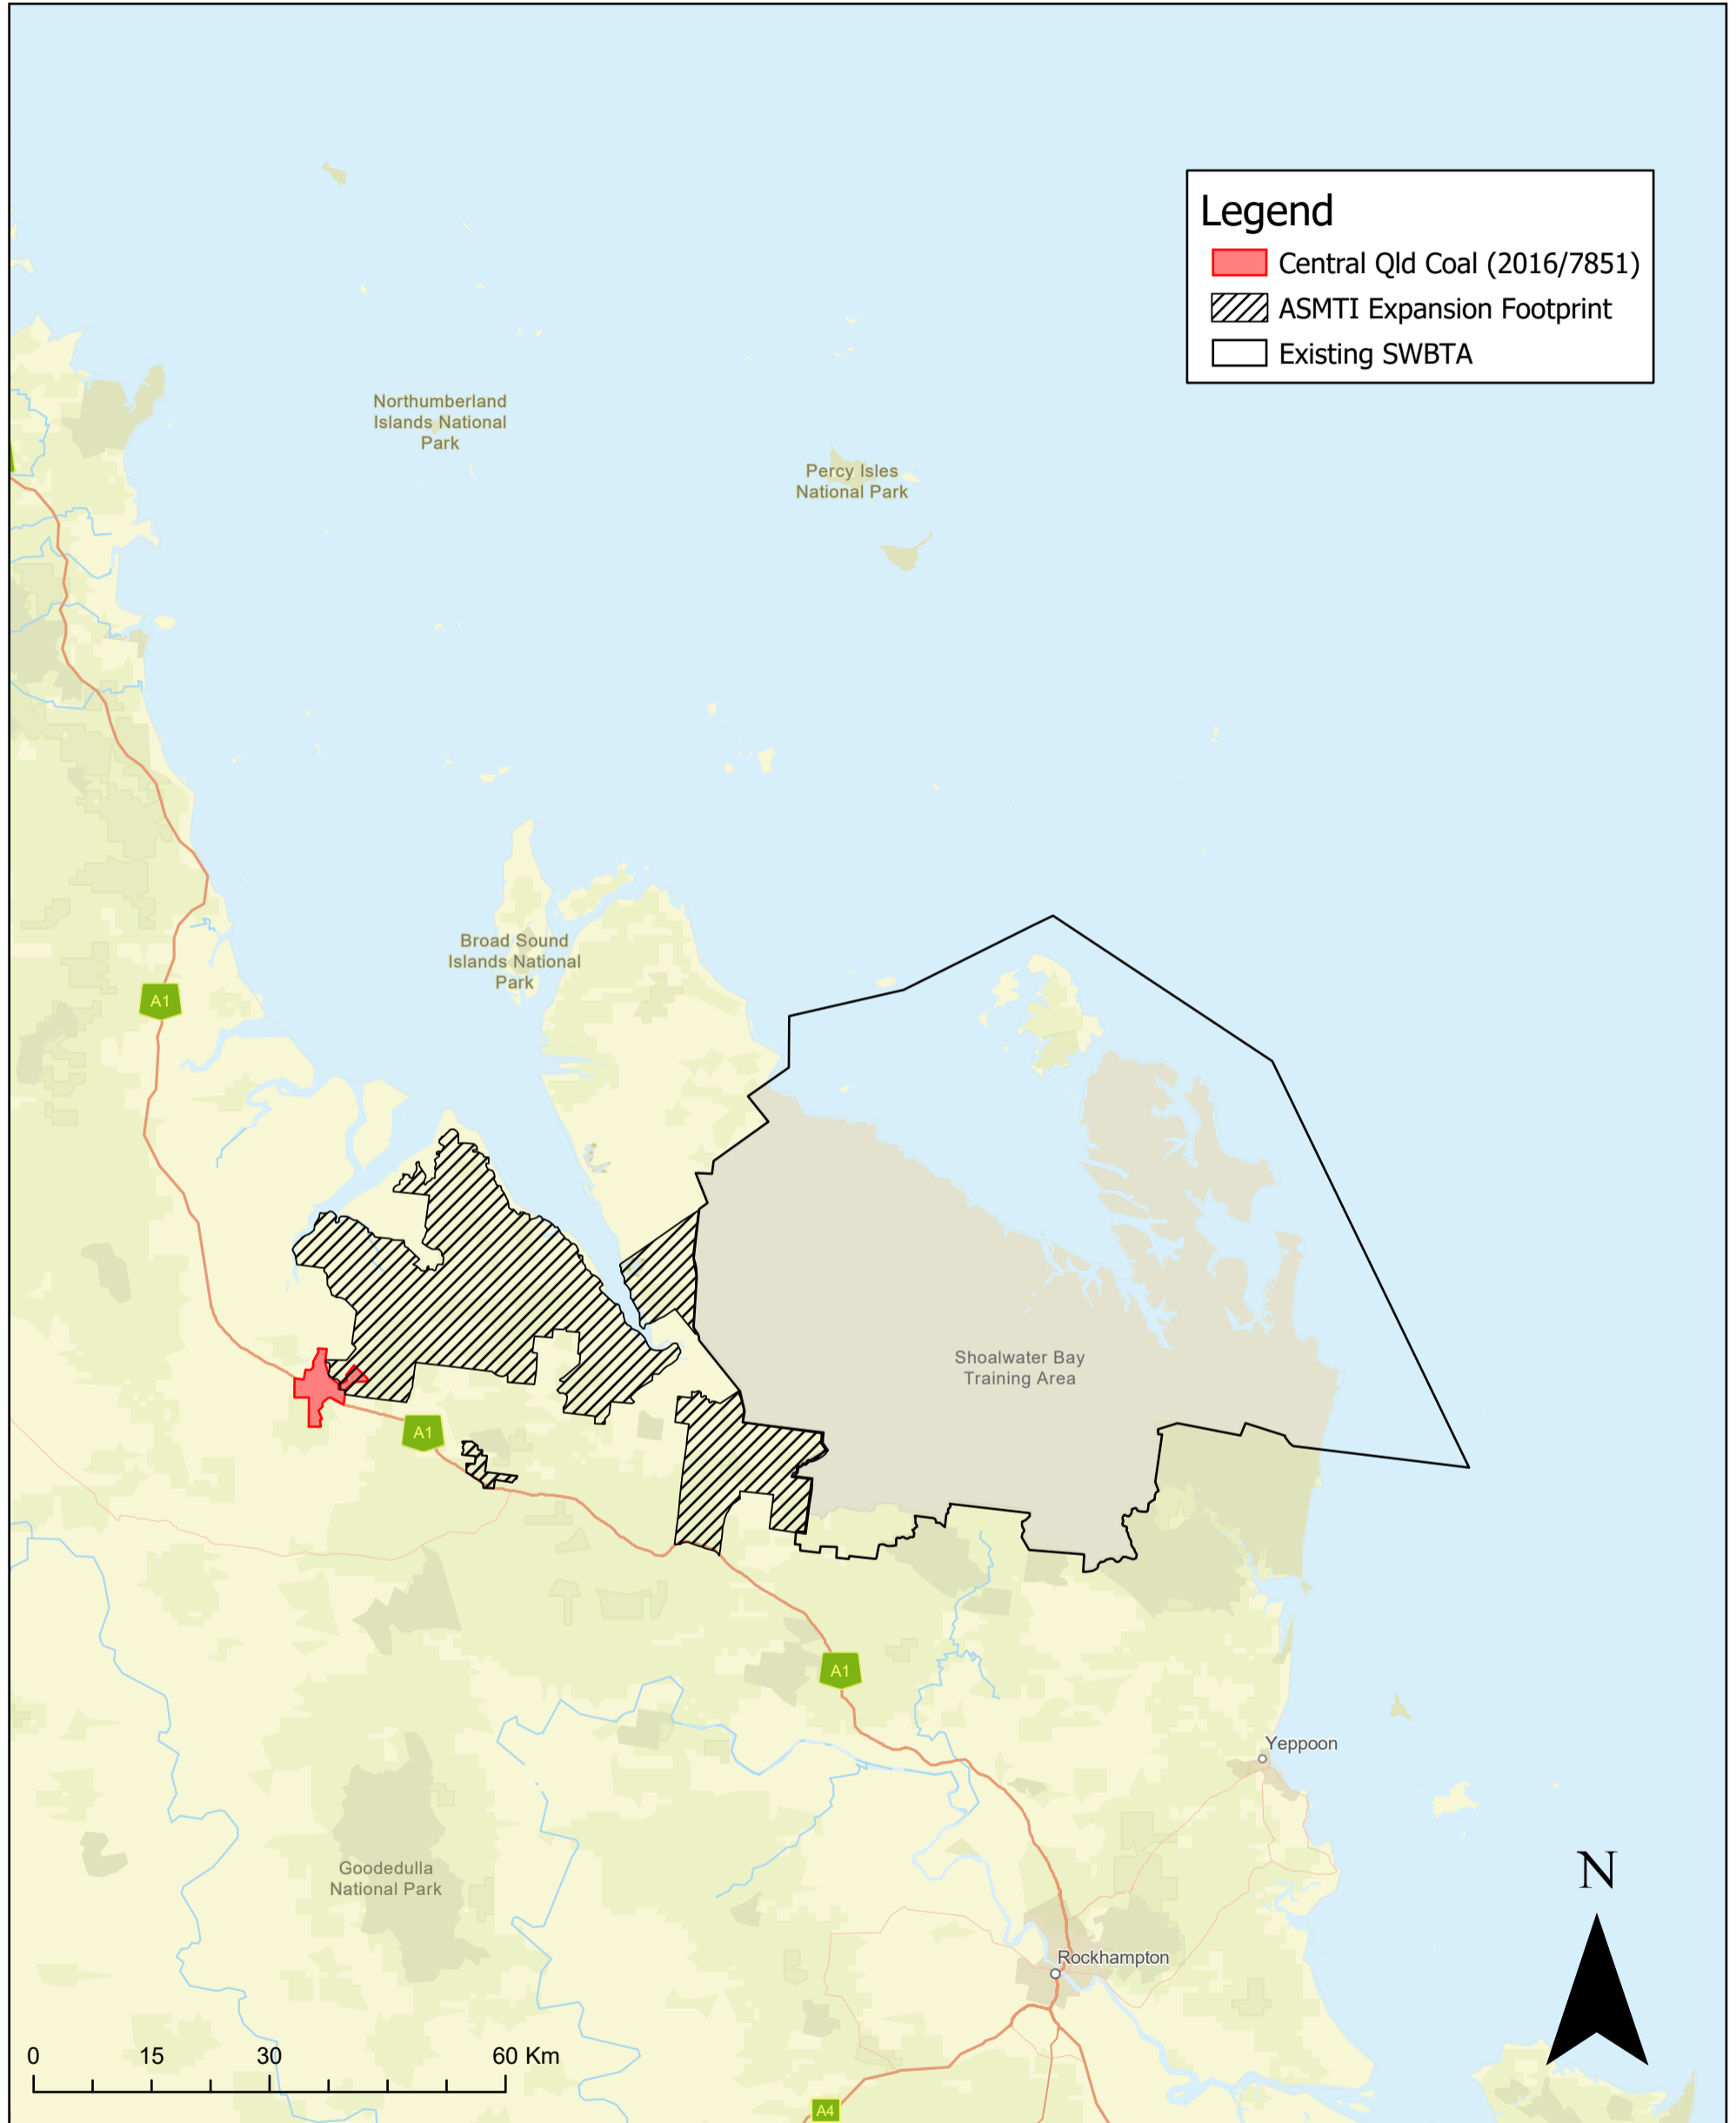 Legend
Central Qld Coal (2016/7851)
ASMTI Expansion Footprint
Existing SWBTA
Northumberland
Islands National
Park
Percy Isles
National Park
Broad Sound
Islands National
Park
A1
Shoalwater Bay
Training Area
A1
A1
Yeppoon
Goodedulla
National Park
N
Rockhampton
0 15 30 60 Km
A4